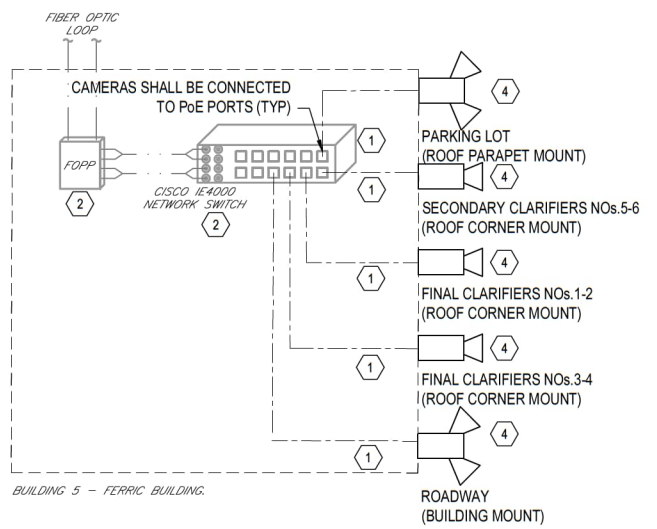 FIBER OPTIC
LOOP
CAMERAS SHALL BE CONNECTED
TO PoE PORTS (TYP)
4
1
PARKING LOT
(ROOF PARAPET MOUNT)
FOPP
2
CISCO IE4000
NETWORK SWITCH
2
1
4
SECONDARY CLARIFIERS NOs.5-6
(ROOF CORNER MOUNT)
1
4
FINAL CLARIFIERS NOs.1-2
(ROOF CORNER MOUNT)
1
4
FINAL CLARIFIERS NOs.3-4
(ROOF CORNER MOUNT)
1
4
ROADWAY
(BUILDING MOUNT)
BUILDING 5 - FERRIC BUILDING.